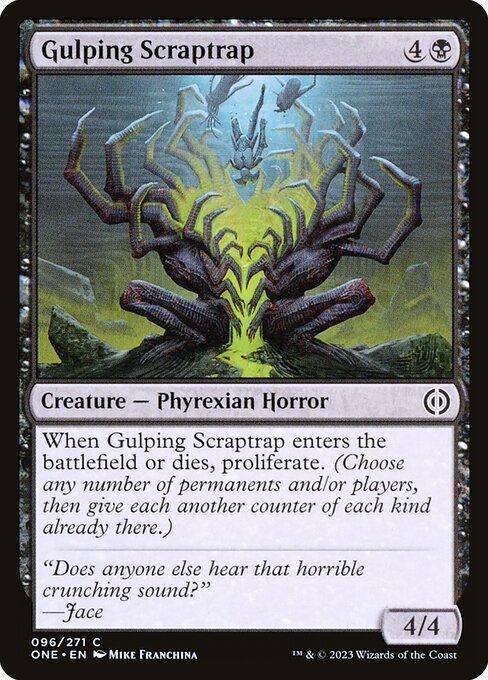 Gulping Scraptrap 4
Creature — Phyrexian Horror
When Gulping Scraptrap enters the
battlefield or dies, proliferate. (Choose
any number of permanents and/or players,
then give each another counter of each kind
already there.)
“Does anyone else hear that horrible
crunching sound?”
—Jace
4/4
096/271 C
ONE • EN Mike Franchina
™ & © 2023 Wizards of the Coast